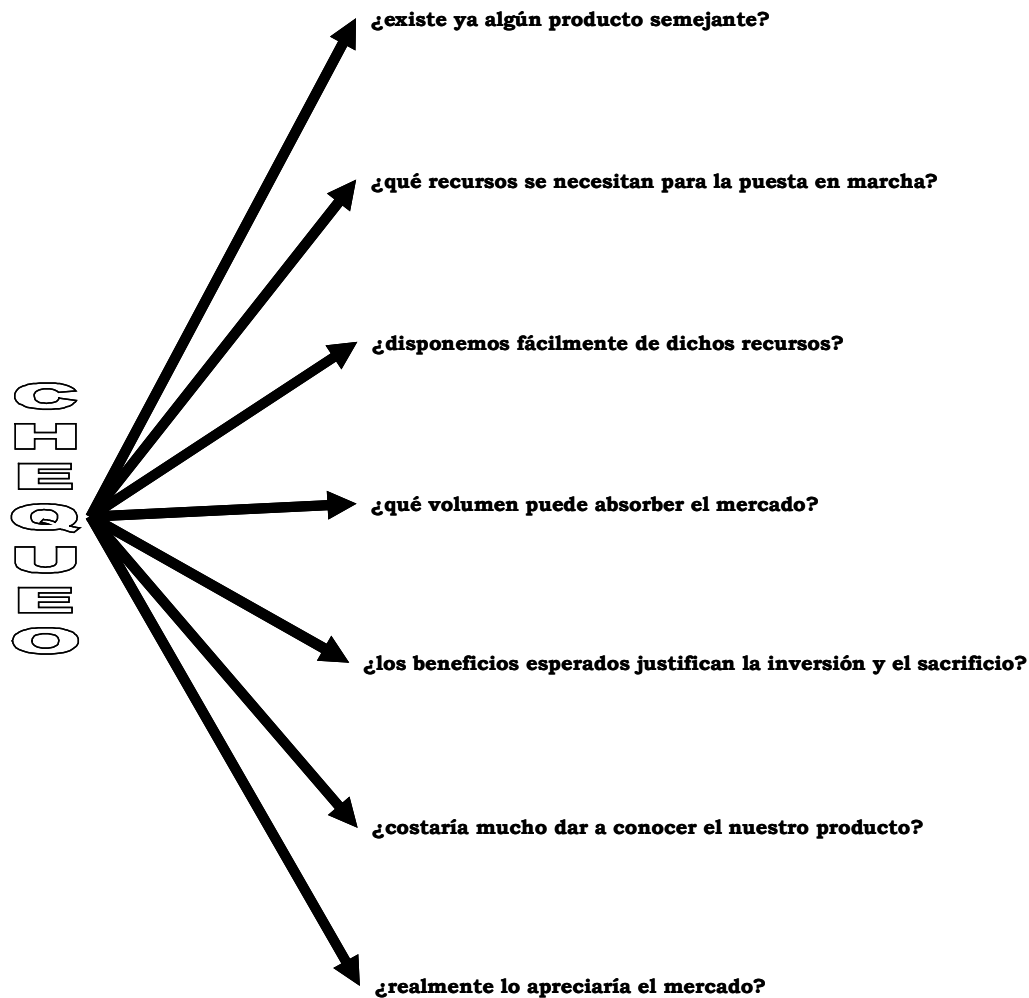 ¿existe ya algún producto semejante?
¿qué recursos se necesitan para la puesta en marcha?
¿disponemos fácilmente de dichos recursos?
CHEQUEO
¿qué volumen puede absorber el mercado?
¿los beneficios esperados justifican la inversión y el sacrificio?
¿costaría mucho dar a conocer el nuestro producto?
¿realmente lo apreciaría el mercado?